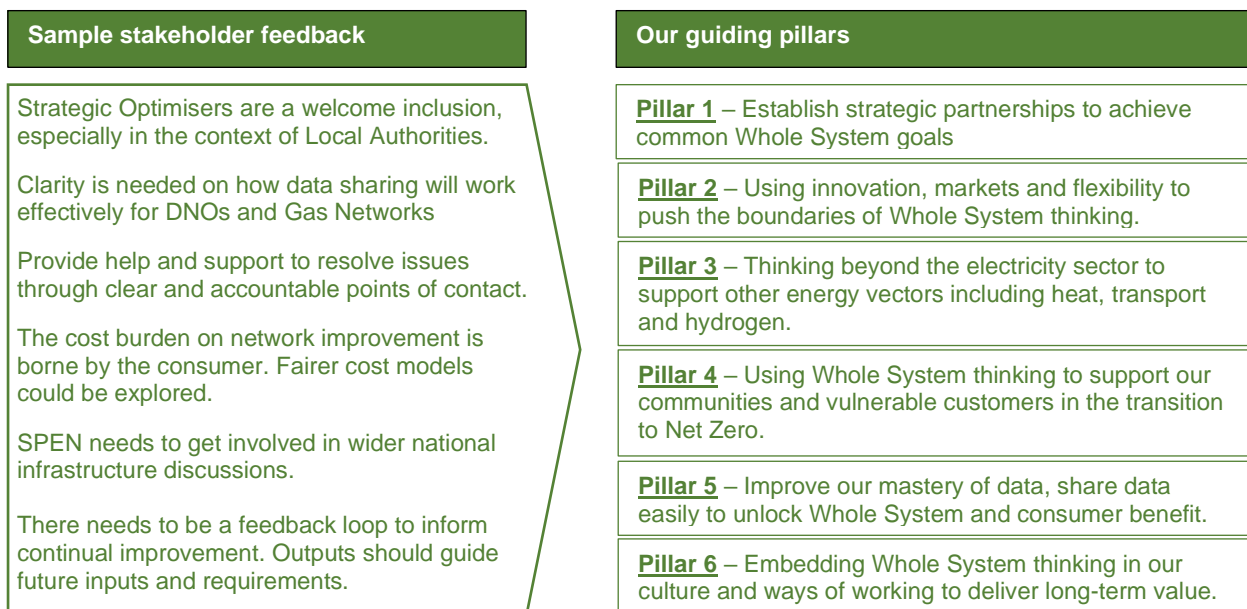 Sample stakeholder feedback
Strategic Optimisers are a welcome inclusion,
especially in the context of Local Authorities.
Clarity is needed on how data sharing will work
effectively for DNOs and Gas Networks
Provide help and support to resolve issues
through clear and accountable points of contact.
The cost burden on network improvement is
borne by the consumer. Fairer cost models
could be explored.
SPEN needs to get involved in wider national
infrastructure discussions.
There needs to be a feedback loop to inform
continual improvement. Outputs should guide
future inputs and requirements.
Our guiding pillars
Pillar 1 – Establish strategic partnerships to achieve
common Whole System goals
Pillar 2 – Using innovation, markets and flexibility to
push the boundaries of Whole System thinking.
Pillar 3 – Thinking beyond the electricity sector to
support other energy vectors including heat, transport
and hydrogen.
Pillar 4 – Using Whole System thinking to support our
communities and vulnerable customers in the transition
to Net Zero.
Pillar 5 – Improve our mastery of data, share data
easily to unlock Whole System and consumer benefit.
Pillar 6 – Embedding Whole System thinking in our
culture and ways of working to deliver long-term value.